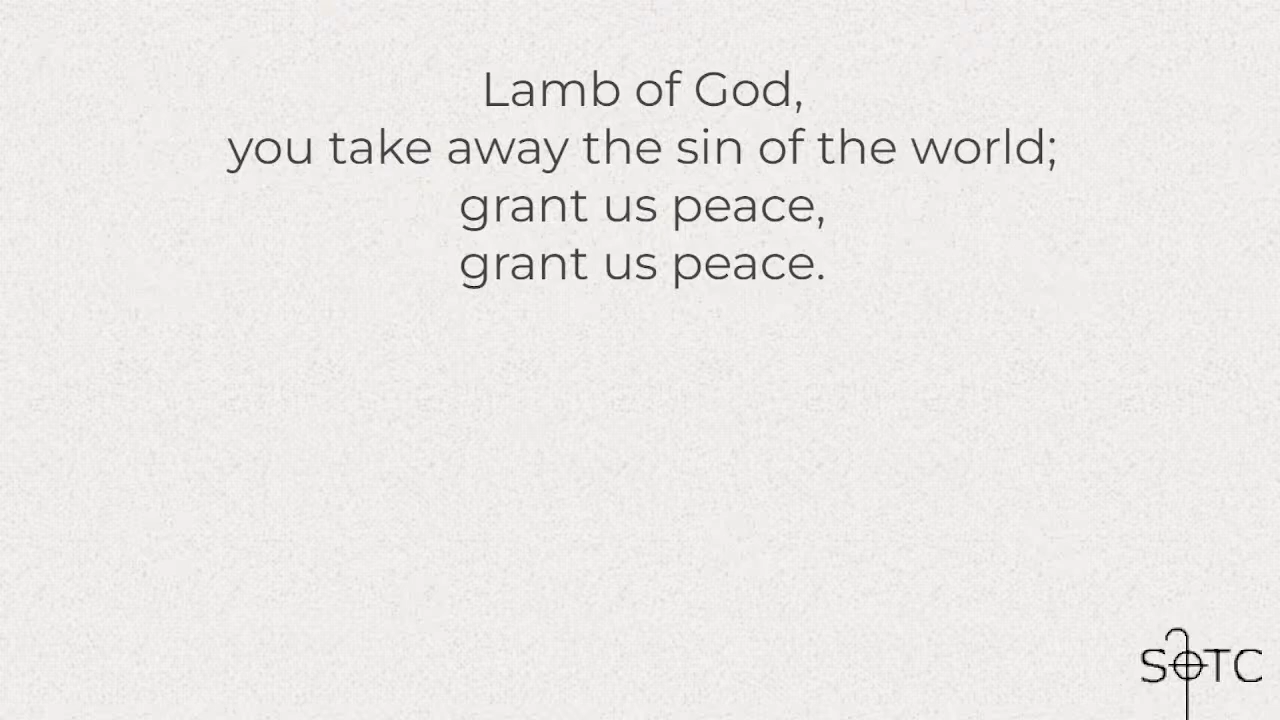 Lamb of God,
you take away the sin of the world;
grant us peace,
grant us peace.
SOTC